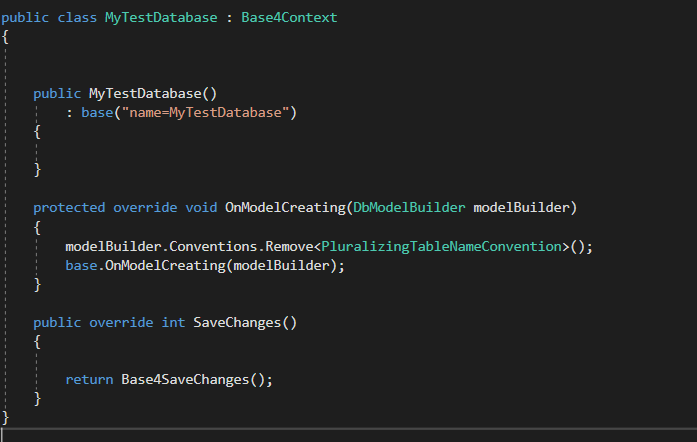 public class MyTestDatabase : Base4Context
{
public MyTestDatabase()
: base("name=MyTestDatabase")
{
}
protected override void OnModelCreating(DbModelBuilder modelBuilder)
{
modelBuilder.Conventions.Remove<PluralizingTableNameConvention>();
base.OnModelCreating(modelBuilder);
}
public override int SaveChanges()
{
return Base4SaveChanges();
}
}